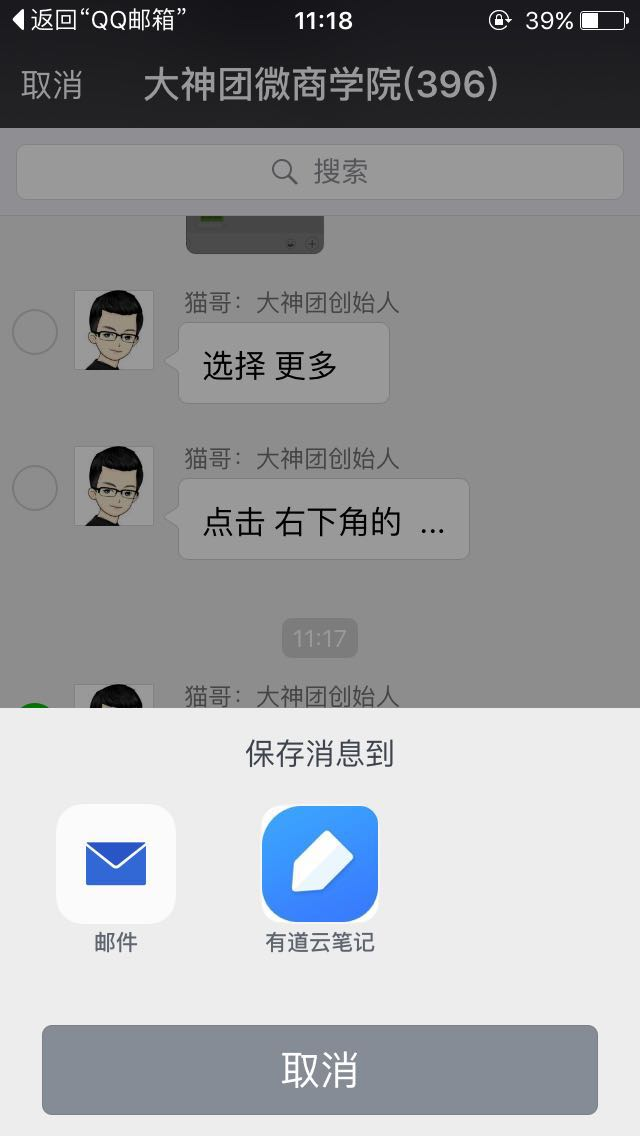 返回“QQ邮箱”
11:18
39%
取消
大神团微商学院(396)
搜索
猫哥：大神团创始人
选择 更多
猫哥：大神团创始人
点击 右下角的 ...
11:17
猫哥：大神团创始人
保存消息到
邮件
有道云笔记
取消